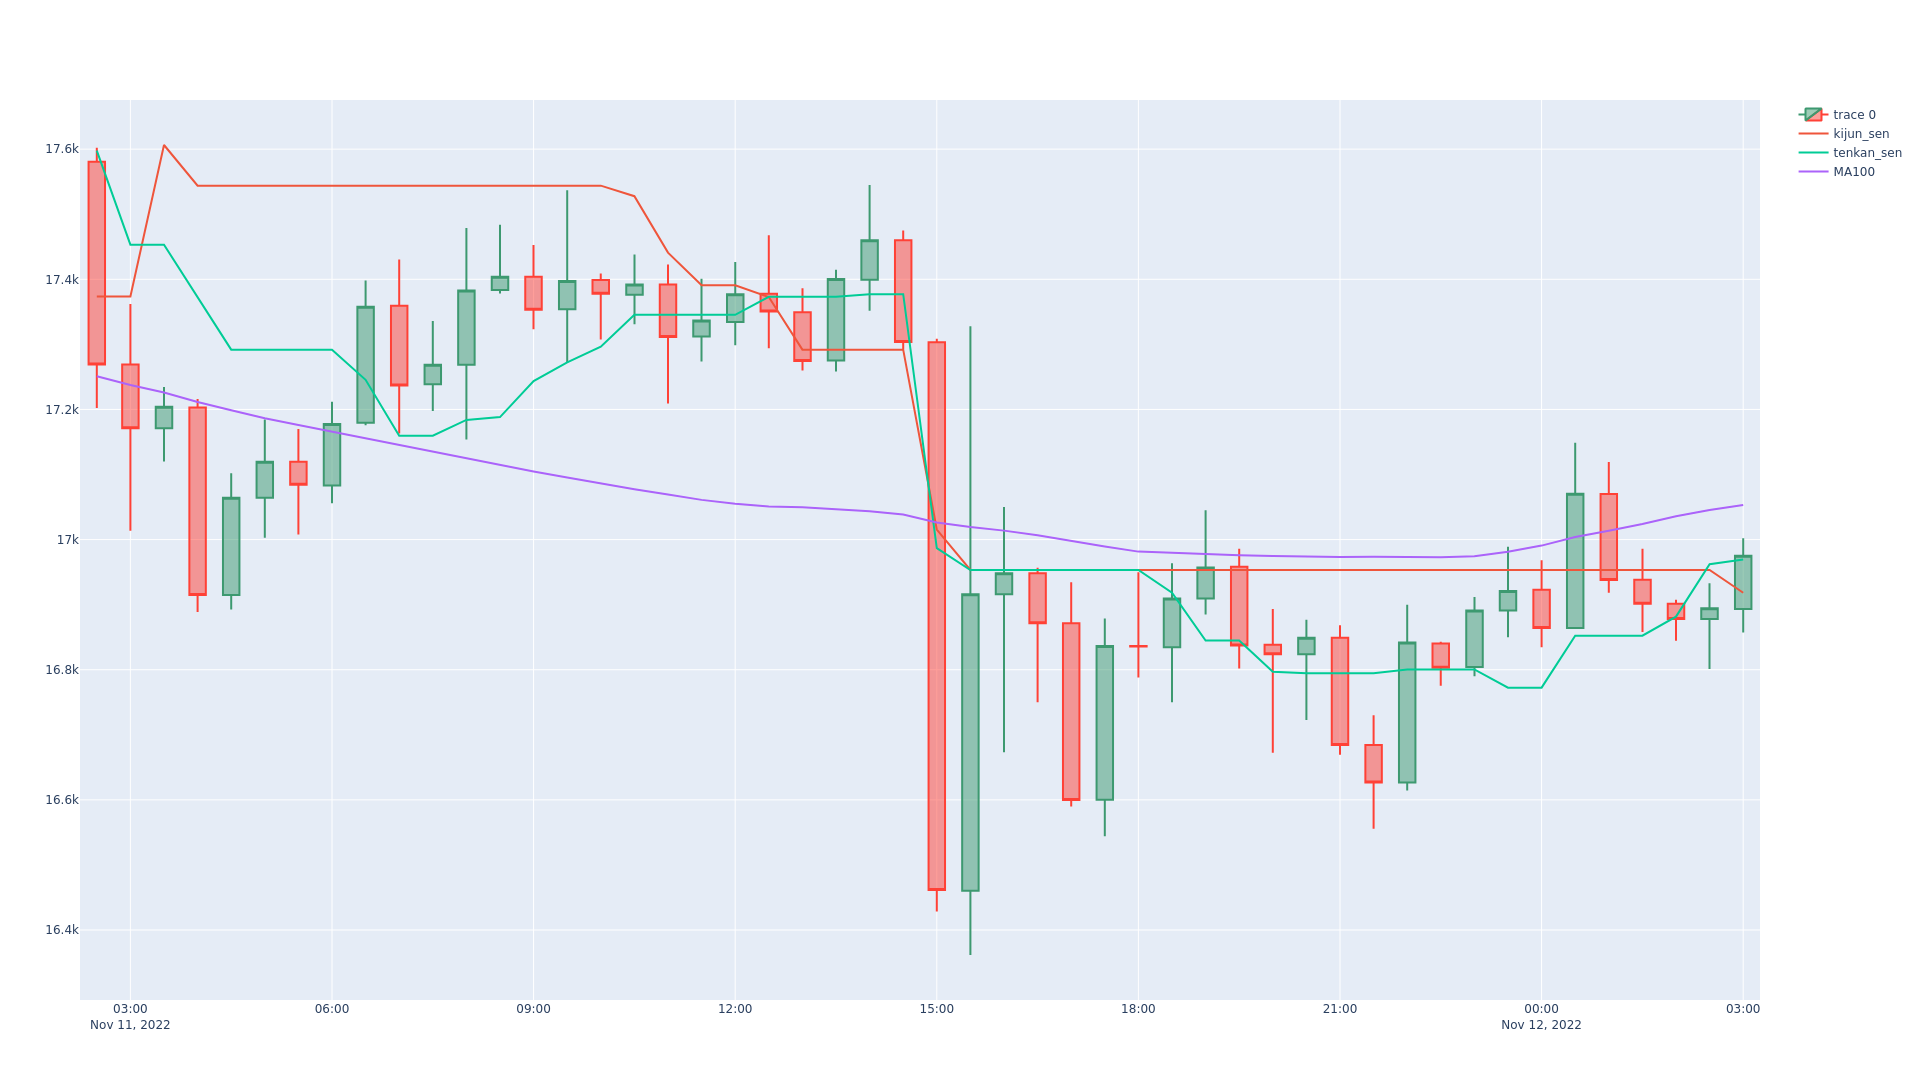 trace 0
kijun_sen
tenkan_sen
MA100
17.6k
17.4k
17.2k
17k
16.8k
16.6k
16.4k
03:00 06:00 09:00 12:00 15:00 18:00 21:00 00:00 03:00
Nov 11, 2022 Nov 12, 2022